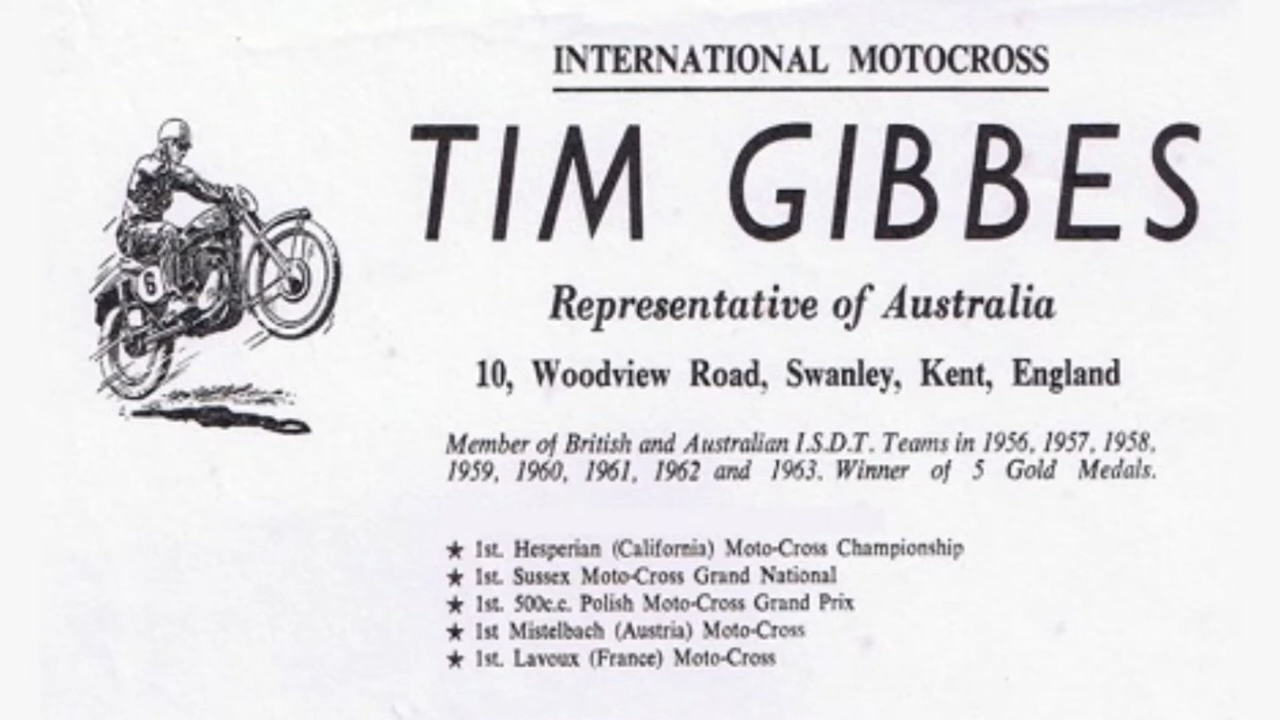 INTERNATIONAL MOTOCROSS
TIM GIBBES
Representative of Australia
10, Woodview Road, Swanley, Kent, England
Member of British and Australian I.S.D.T. Teams in 1956, 1957, 1958,
1959, 1960, 1961, 1962 and 1963. Winner of 5 Gold Medals.
★ 1st. Hesperian (California) Moto-Cross Championship
★ 1st. Sussex Moto-Cross Grand National
★ 1st. 500c.c. Polish Moto-Cross Grand Prix
★ 1st Mistelbach (Austria) Moto-Cross
★ 1st. Lavoux (France) Moto-Cross
6